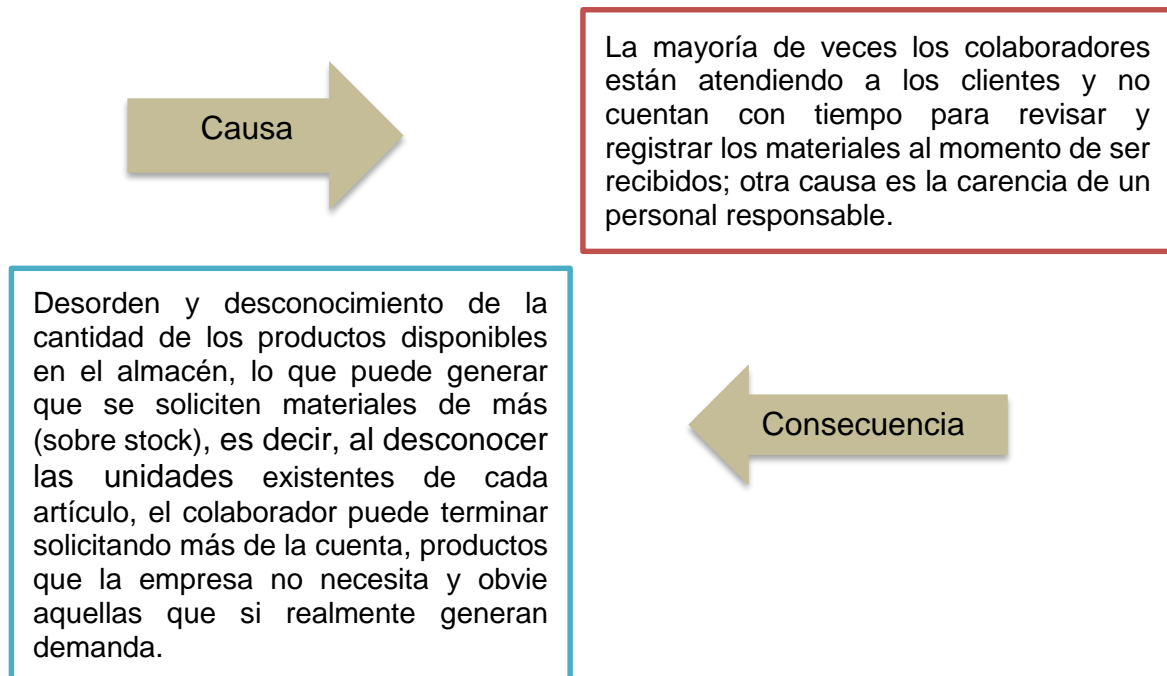 Causa
La mayoría de veces los colaboradores
están atendiendo a los clientes y no
cuentan con tiempo para revisar y
registrar los materiales al momento de ser
recibidos; otra causa es la carencia de un
personal responsable.
Consecuencia
Desorden y desconocimiento de la
cantidad de los productos disponibles
en el almacén, lo que puede generar
que se soliciten materiales de más
(sobre stock), es decir, al desconocer
las unidades existentes de cada
artículo, el colaborador puede terminar
solicitando más de la cuenta, productos
que la empresa no necesita y obvie
aquellas que si realmente generan
demanda.